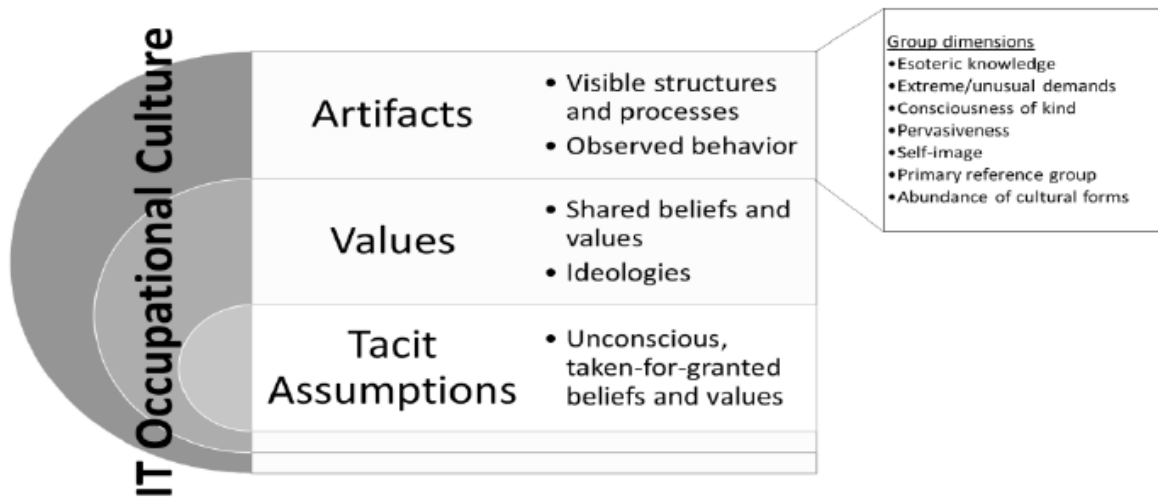 IT Occupational Culture
Artifacts
• Visible structures
and processes
• Observed behavior
Values
• Shared beliefs and
values
• Ideologies
Tacit
Assumptions
• Unconscious,
taken-for-granted
beliefs and values
Group dimensions
•Esoteric knowledge
•Extreme/unusual demands
•Consciousness of kind
•Pervasiveness
•Self-image
•Primary reference group
•Abundance of cultural forms